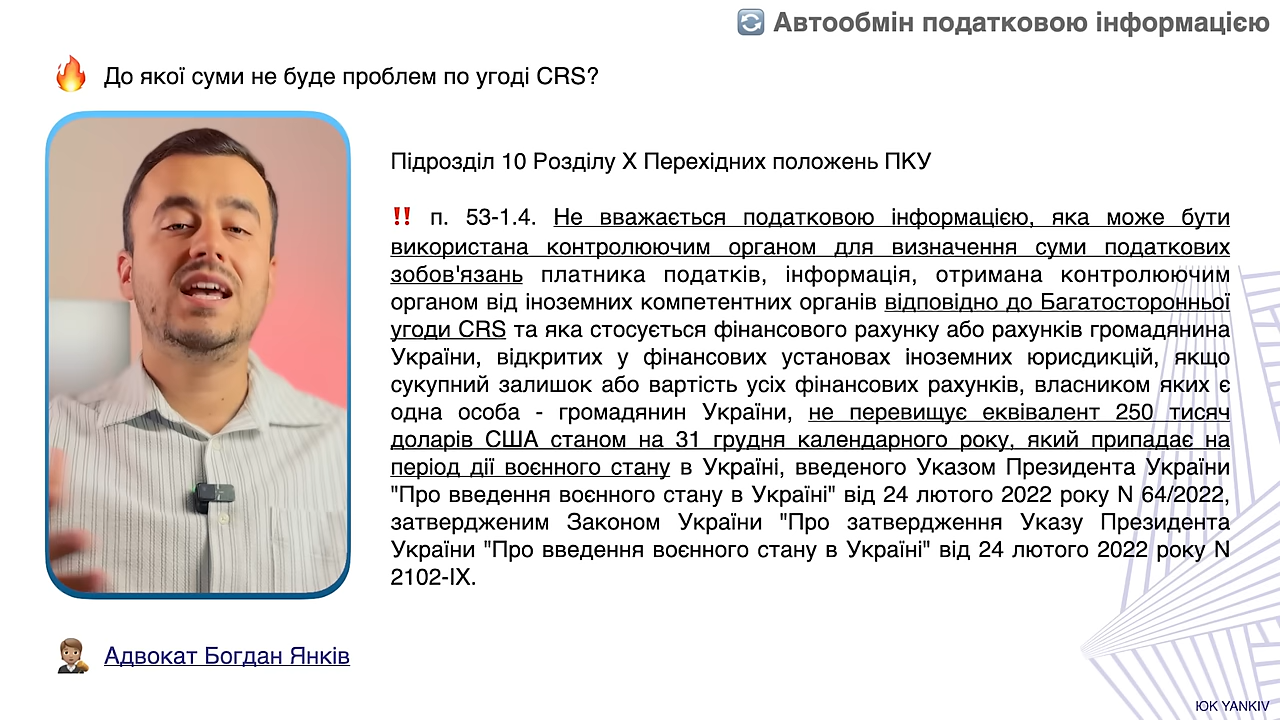 Автообмін податковою інформацією
До якої суми не буде проблем по угоді CRS?
Підрозділ 10 Розділу X Перехідних положень ПКУ
‼️ п. 53-1.4. Не вважається податковою інформацією, яка може бути
використана контролюючим органом для визначення суми податкових
зобов'язань платника податків, інформація, отримана контролюючим
органом від іноземних компетентних органів відповідно до Багатосторонньої
угоди CRS та яка стосується фінансового рахунку або рахунків громадянина
України, відкритих у фінансових установах іноземних юрисдикцій, якщо
сукупний залишок або вартість усіх фінансових рахунків, власником яких є
одна особа - громадянин України, не перевищує еквівалент 250 тисяч
доларів США станом на 31 грудня календарного року, який припадає на
період дії воєнного стану в Україні, введеного Указом Президента України
"Про введення воєнного стану в Україні" від 24 лютого 2022 року N 64/2022,
затвердженим Законом України "Про затвердження Указу Президента
України "Про введення воєнного стану в Україні" від 24 лютого 2022 року N
2102-IX.
Адвокат Богдан Янків
ЮК YANKIV